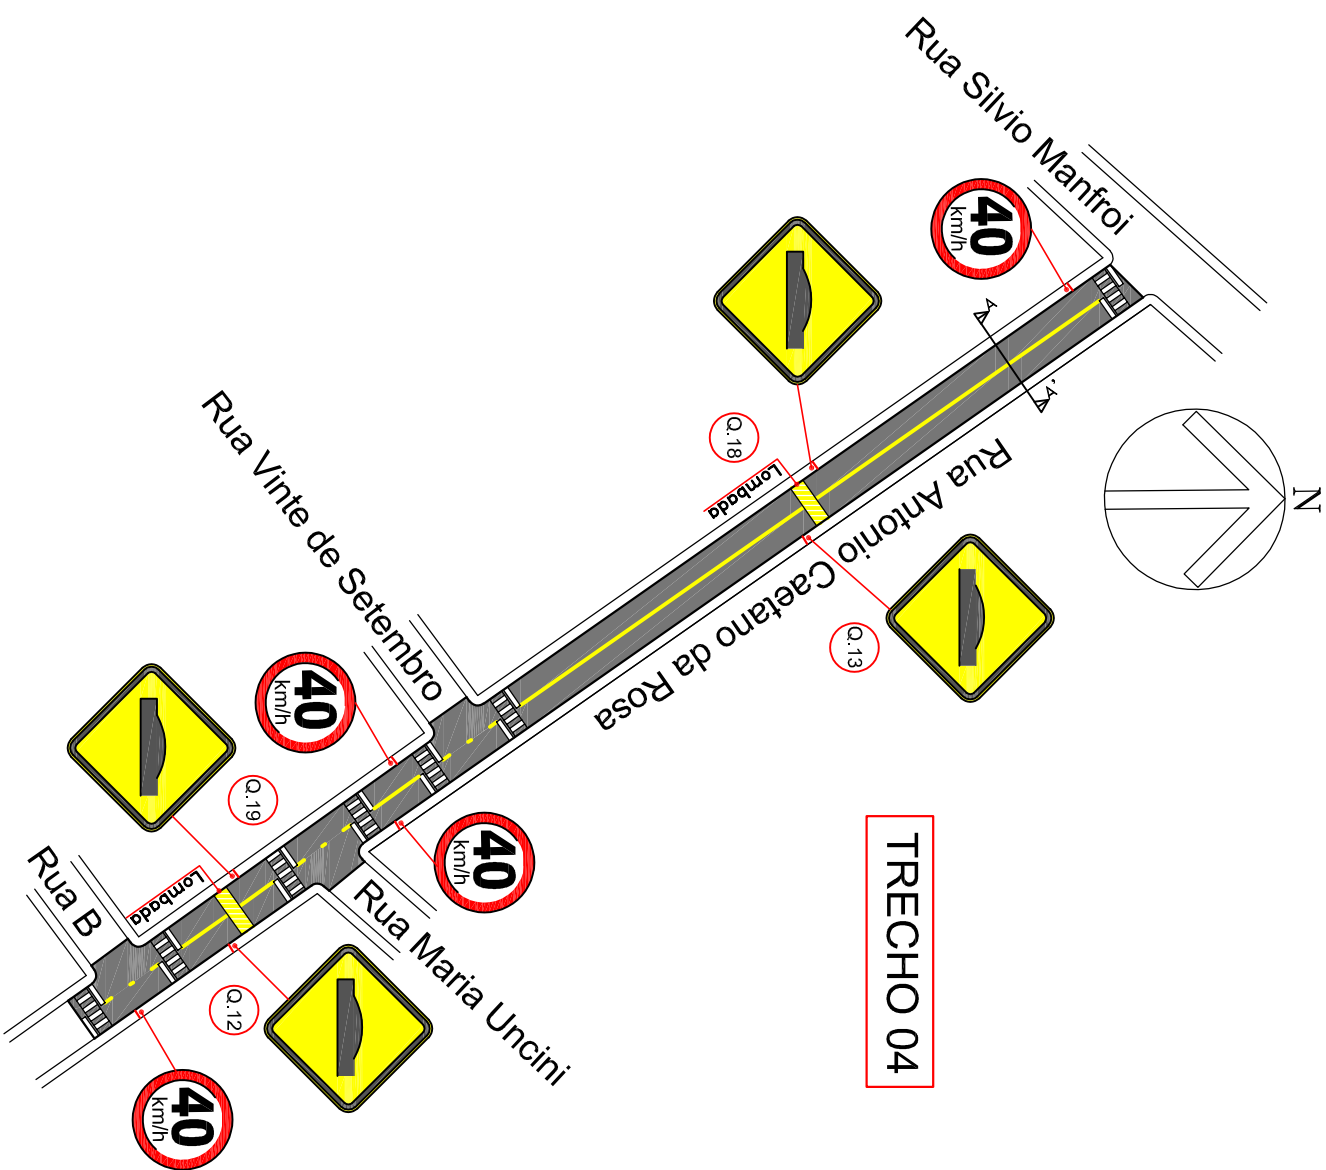 Rua Silvio Manfroi
40
km/h
A
A'
N
Q.18
Lombada
Rua Antonio Caetano da Rosa
Q.13
Rua Vinte de Setembro
40
km/h
40
km/h
TRECHO 04
Q.19
Lombada
Rua B
Rua Maria Uncini
Q.12
40
km/h